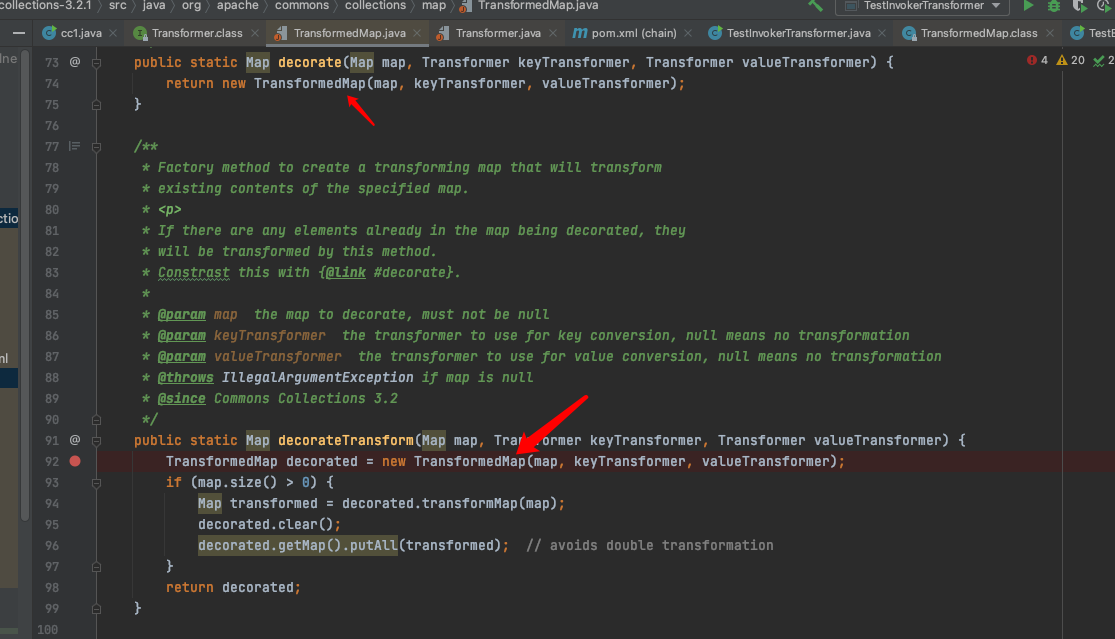 collections-3.2.1 〉 src 〉 java 〉 org 〉 apache 〉 commons 〉 collections 〉 map 〉 TransformedMap.java TestInvokerTransformer
cc1.java Transformer.class TransformedMap.java Transformer.java pom.xml (chain) TestInvokerTransformer.java TransformedMap.class
73 @ public static Map decorate(Map map, Transformer keyTransformer, Transformer valueTransformer) { 4 20 2
74 return new TransformedMap(map, keyTransformer, valueTransformer);
75 }
76
77 /**
78 * Factory method to create a transforming map that will transform
79 * existing contents of the specified map.
80 * <p>
81 * If there are any elements already in the map being decorated, they
82 * will be transformed by this method.
83 * Constrast this with {@link #decorate}.
84 *
85 * @param map  the map to decorate, must not be null
86 * @param keyTransformer  the transformer to use for key conversion, null means no transformation
87 * @param valueTransformer  the transformer to use for value conversion, null means no transformation
88 * @throws IllegalArgumentException if map is null
89 * @since Commons Collections 3.2
90 */
91 @ public static Map decorateTransform(Map map, Transformer keyTransformer, Transformer valueTransformer) {
92 TransformedMap decorated = new TransformedMap(map, keyTransformer, valueTransformer);
93 if (map.size() > 0) {
94 Map transformed = decorated.transformMap(map);
95 decorated.clear();
96 decorated.getMap().putAll(transformed);  // avoids double transformation
97 }
98 return decorated;
99 }
100